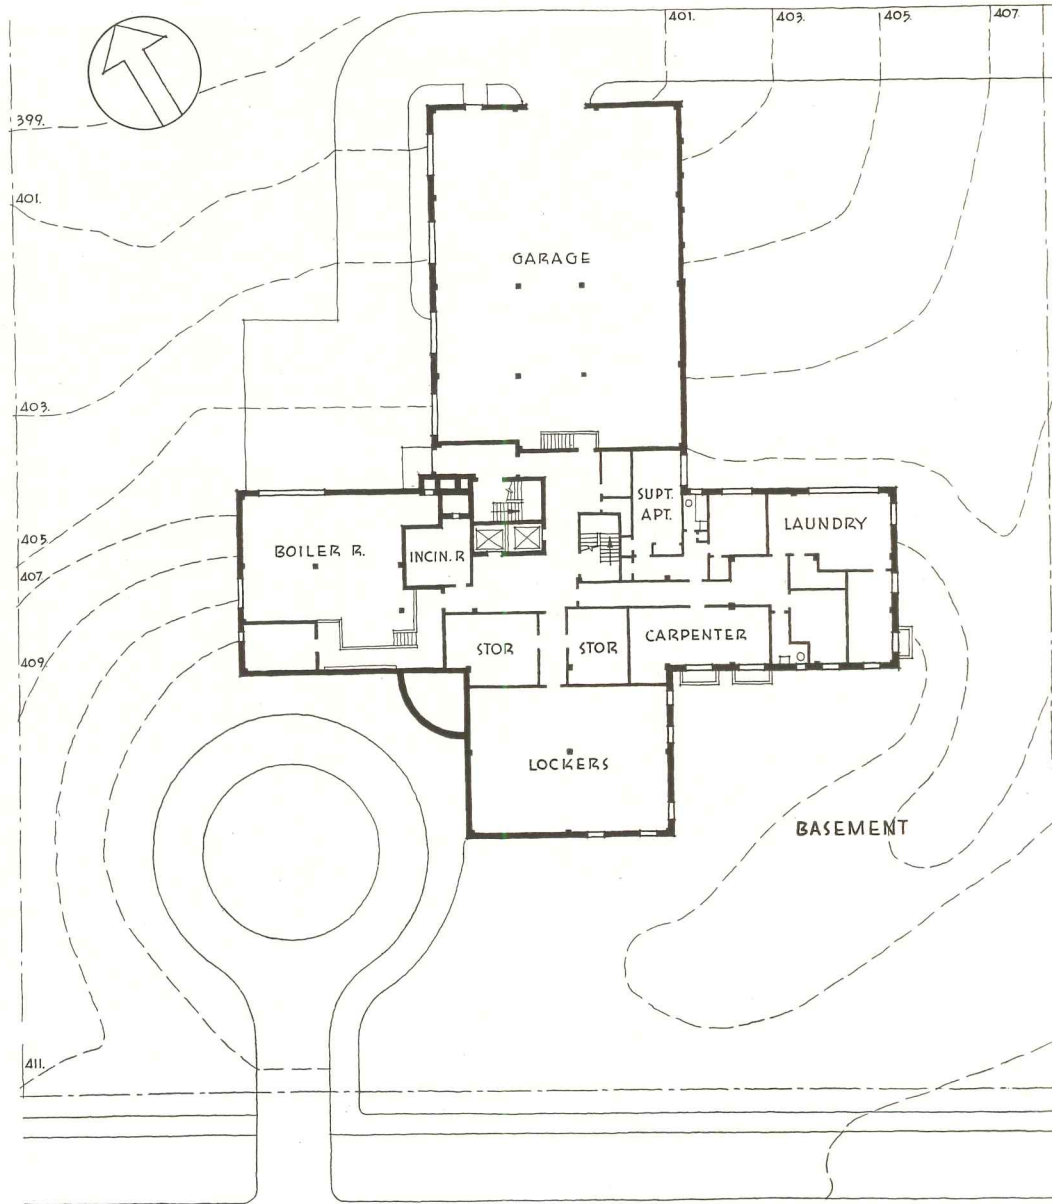 401. 403. 405. 407.
399.
401.
GARAGE
403.
SUPT.
APT.
LAUNDRY
405.
BOILER R.
INCIN. R
407.
STOR
STOR
CARPENTER
409.
LOCKERS
BASEMENT
411.